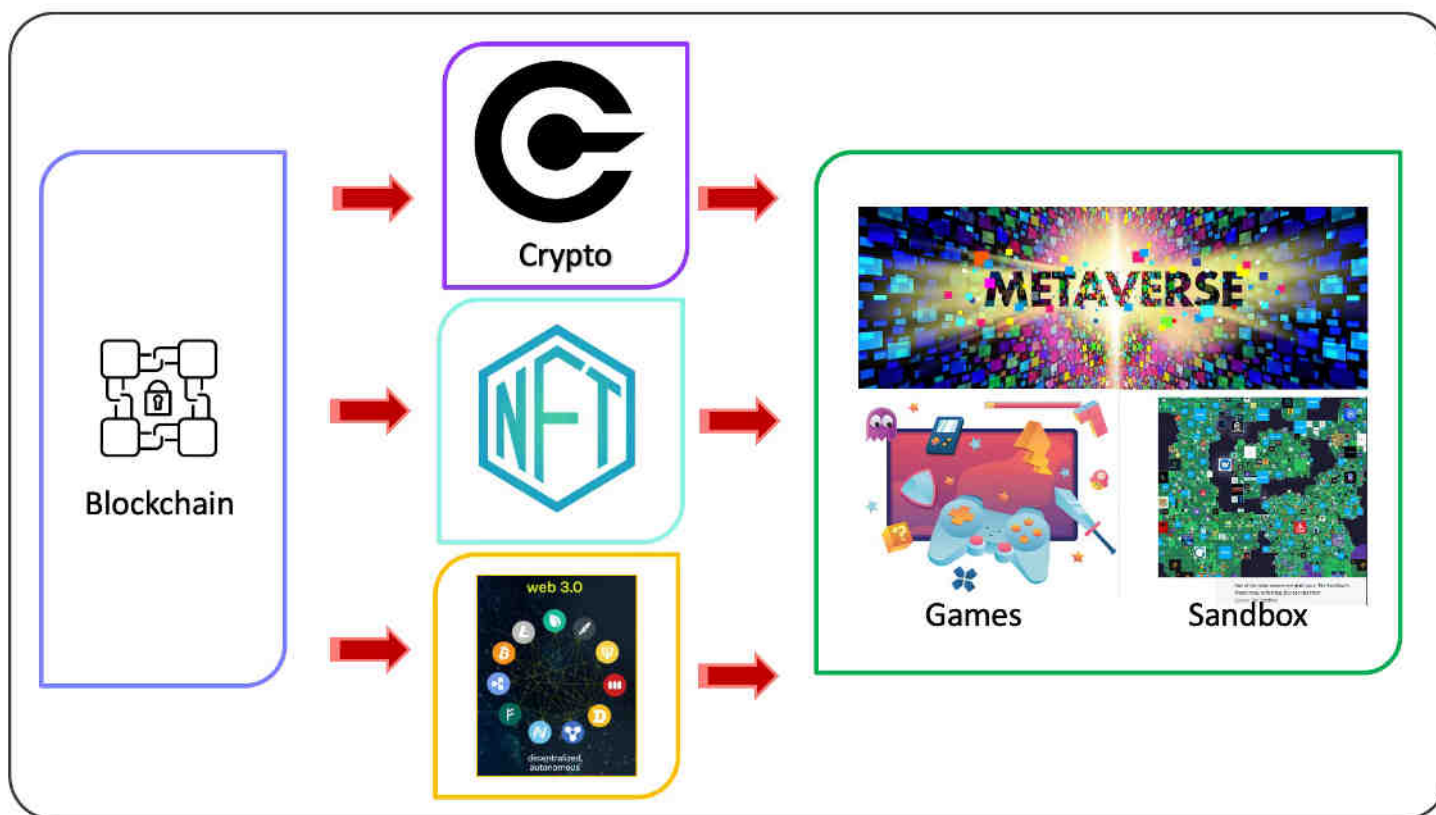 Blockchain
Crypto
NFT
web 3.0
decentralized,
autonomous
METAVERSE
Games
Sandbox